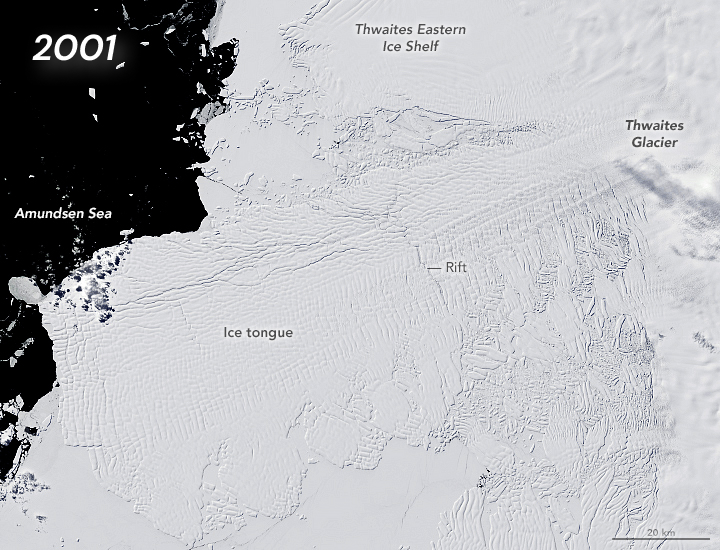 2001
Thwaites Eastern
Ice Shelf
Thwaites
Glacier
Amundsen Sea
Rift
Ice tongue
20 km